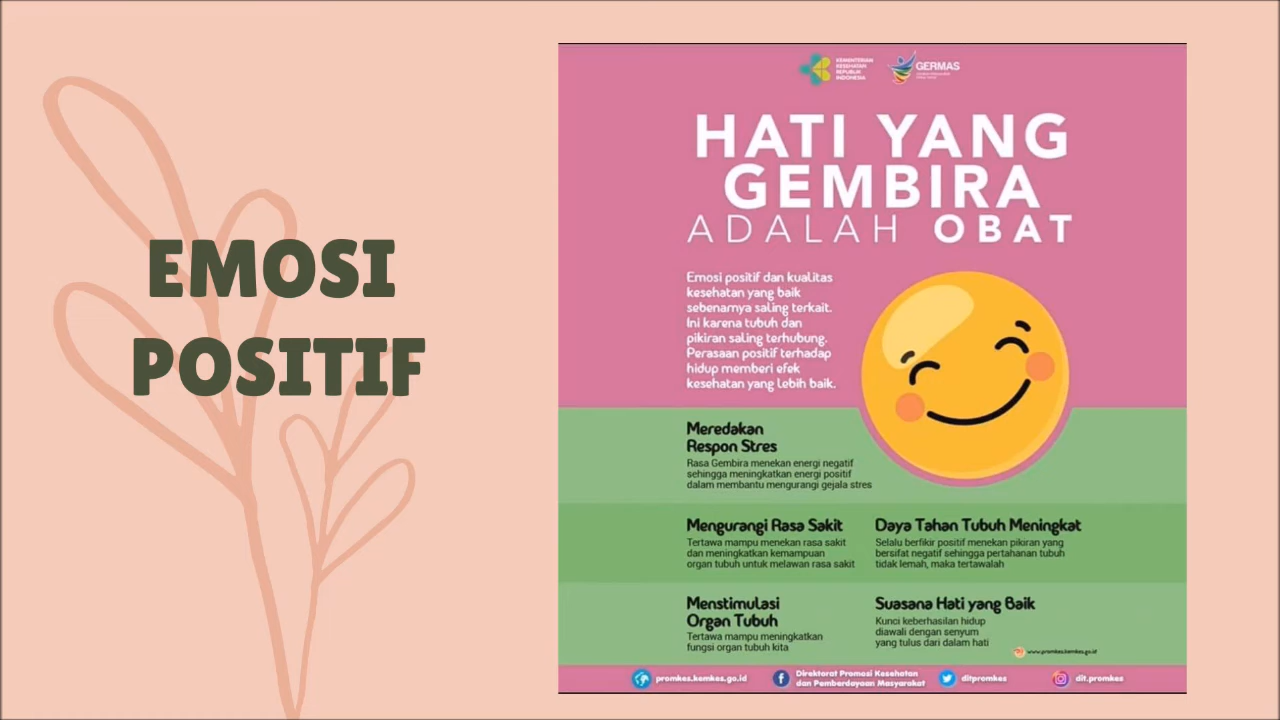 EMOSI
POSITIF
KEMENTERIAN
KESEHATAN
REPUBLIK
INDONESIA
GERMAS
HATI YANG
GEMBIRA
ADALAH OBAT
Emosi positif dan kualitas
kesehatan yang baik
sebenarnya saling terkait.
Ini karena tubuh dan
pikiran saling terhubung.
Perasaan positif terhadap
hidup memberi efek
kesehatan yang lebih baik.
Meredakan
Respon Stres
Rasa Gembira menekan energi negatif
sehingga meningkatkan energi positif
dalam membantu mengurangi gejala stres
Mengurangi Rasa Sakit
Tertawa mampu menekan rasa sakit
dan meningkatkan kemampuan
organ tubuh untuk melawan rasa sakit
Daya Tahan Tubuh Meningkat
Selalu berfikir positif menekan pikiran yang
bersifat negatif sehingga pertahanan tubuh
tidak lemah, maka tertawalah
Menstimulasi
Organ Tubuh
Tertawa mampu meningkatkan
fungsi organ tubuh kita
Suasana Hati yang Baik
Kunci keberhasilan hidup
diawali dengan senyum
yang tulus dari dalam hati
www.promkes.kemkes.go.id
promkes.kemkes.go.id
Direktorat Promosi Kesehatan
dan Pemberdayaan Masyarakat
ditpromkes
dit.promkes